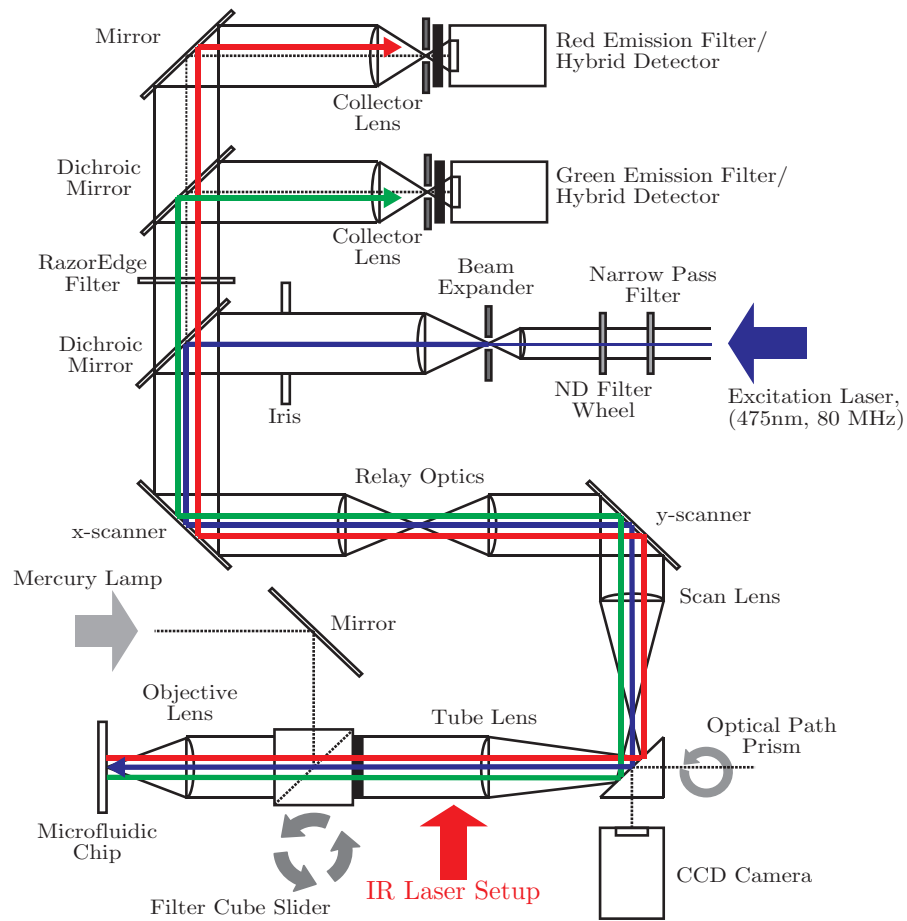 Mirror
Red Emission Filter/
Hybrid Detector
Collector
Lens
Dichroic
Mirror
Green Emission Filter/
Hybrid Detector
Collector
Lens
RazorEdge
Filter
Beam
Expander
Narrow Pass
Filter
Dichroic
Mirror
Iris
ND Filter
Wheel
Excitation Laser,
(475nm, 80 MHz)
Relay Optics
x-scanner
y-scanner
Mercury Lamp
Mirror
Scan Lens
Objective
Lens
Tube Lens
Optical Path
Prism
Microfluidic
Chip
Filter Cube Slider
IR Laser Setup
CCD Camera